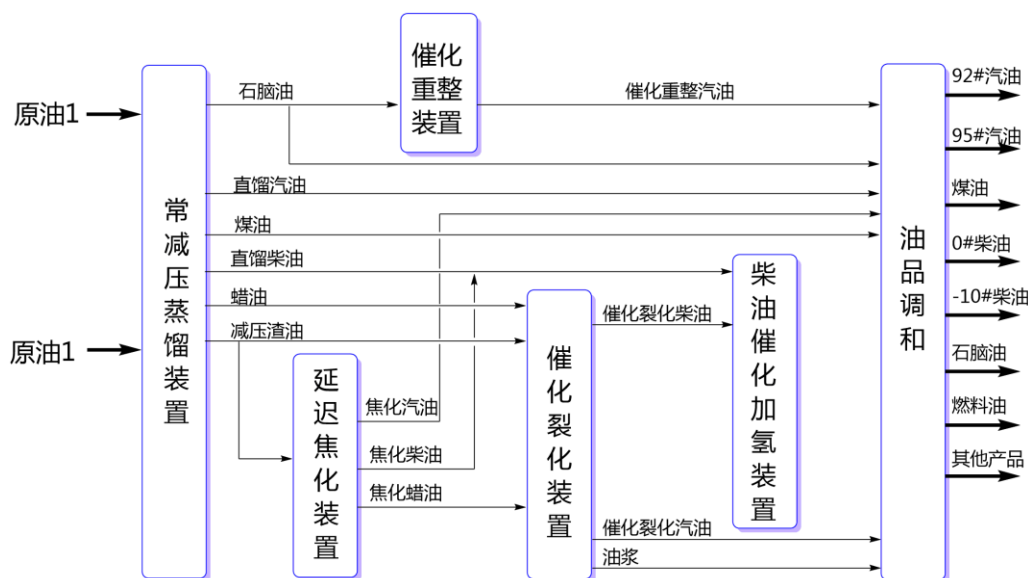 原油1
原油1
常减压蒸馏装置
石脑油
催化
重整
装置
催化重整汽油
直馏汽油
煤油
直馏柴油
蜡油
减压渣油
延迟焦化装置
焦化汽油
焦化柴油
焦化蜡油
催化裂化装置
催化裂化柴油
柴油催化加氢装置
催化裂化汽油
油浆
油品调和
92#汽油
95#汽油
煤油
0#柴油
-10#柴油
石脑油
燃料油
其他产品